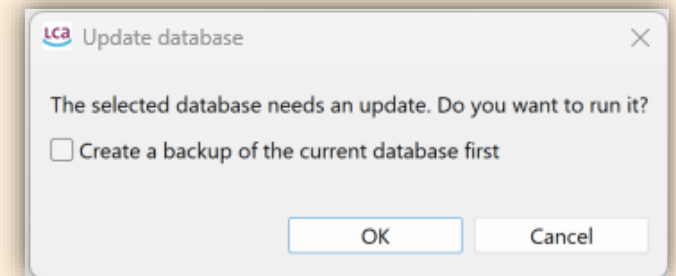 LCA Update database
The selected database needs an update. Do you want to run it?
Create a backup of the current database first
OK Cancel